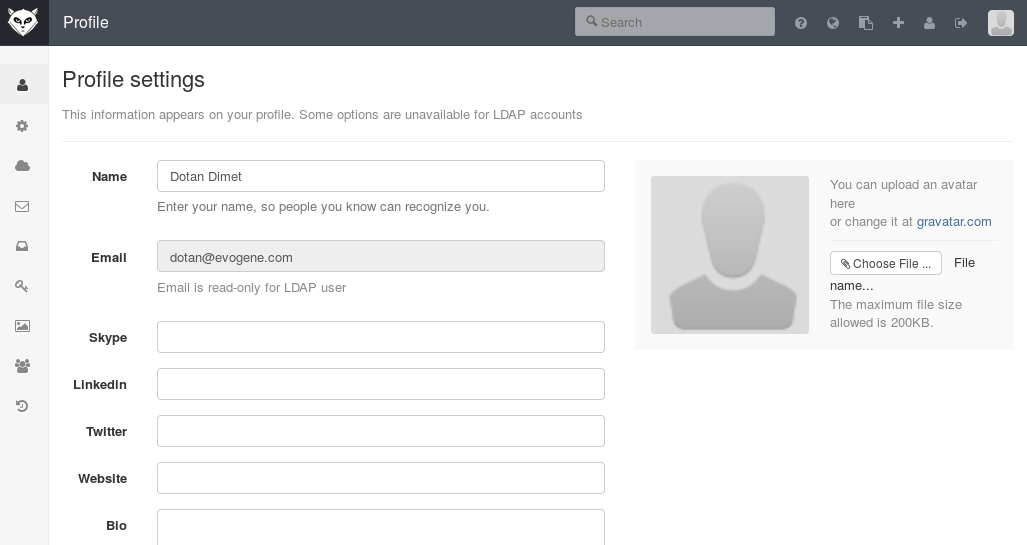 Profile
Search
Profile settings
This information appears on your profile. Some options are unavailable for LDAP accounts
Name
Dotan Dimet
Enter your name, so people you know can recognize you.
Email
dotan@evogene.com
Email is read-only for LDAP user
Skype
Linkedin
Twitter
Website
Bio
You can upload an avatar
here
or change it at gravatar.com
Choose File ... File
name...
The maximum file size
allowed is 200KB.